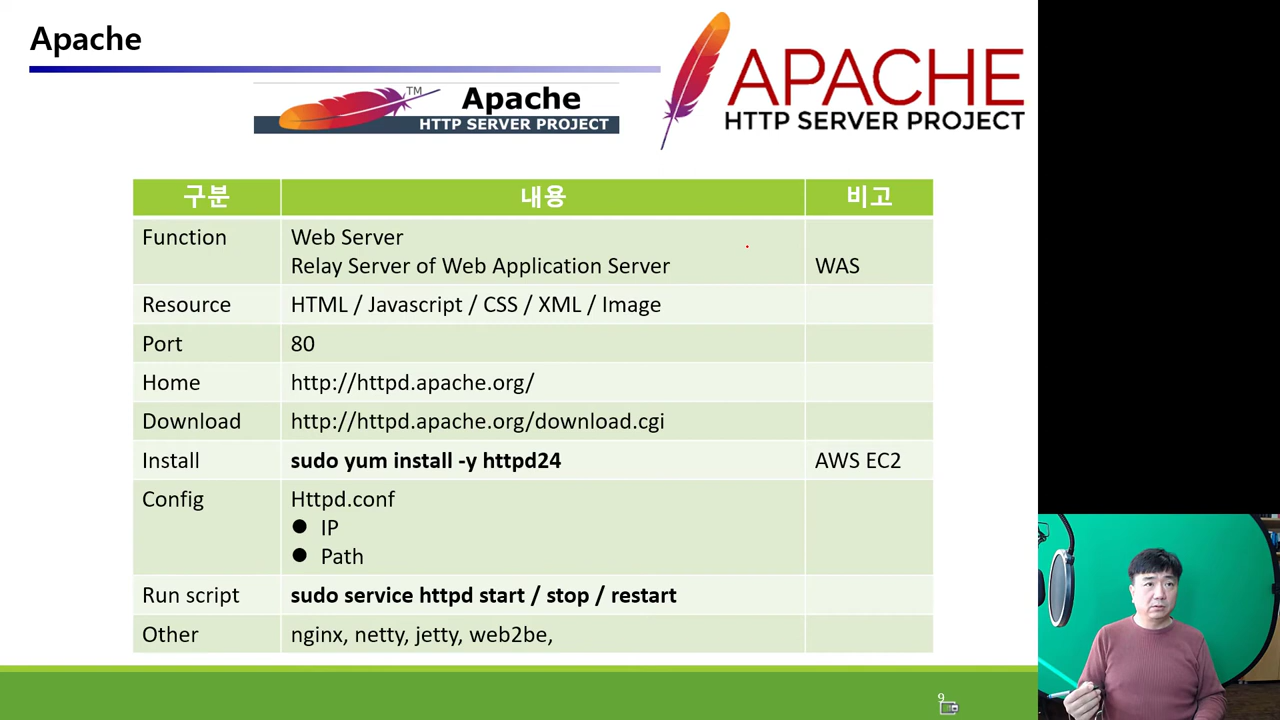 Apache
TM
Apache
HTTP SERVER PROJECT
APACHE
HTTP SERVER PROJECT
구분 내용 비고
Function Web Server
Relay Server of Web Application Server WAS
Resource HTML / Javascript / CSS / XML / Image
Port 80
Home http://httpd.apache.org/
Download http://httpd.apache.org/download.cgi
Install sudo yum install -y httpd24 AWS EC2
Config Httpd.conf
● IP
● Path
Run script sudo service httpd start / stop / restart
Other nginx, netty, jetty, web2be,
9